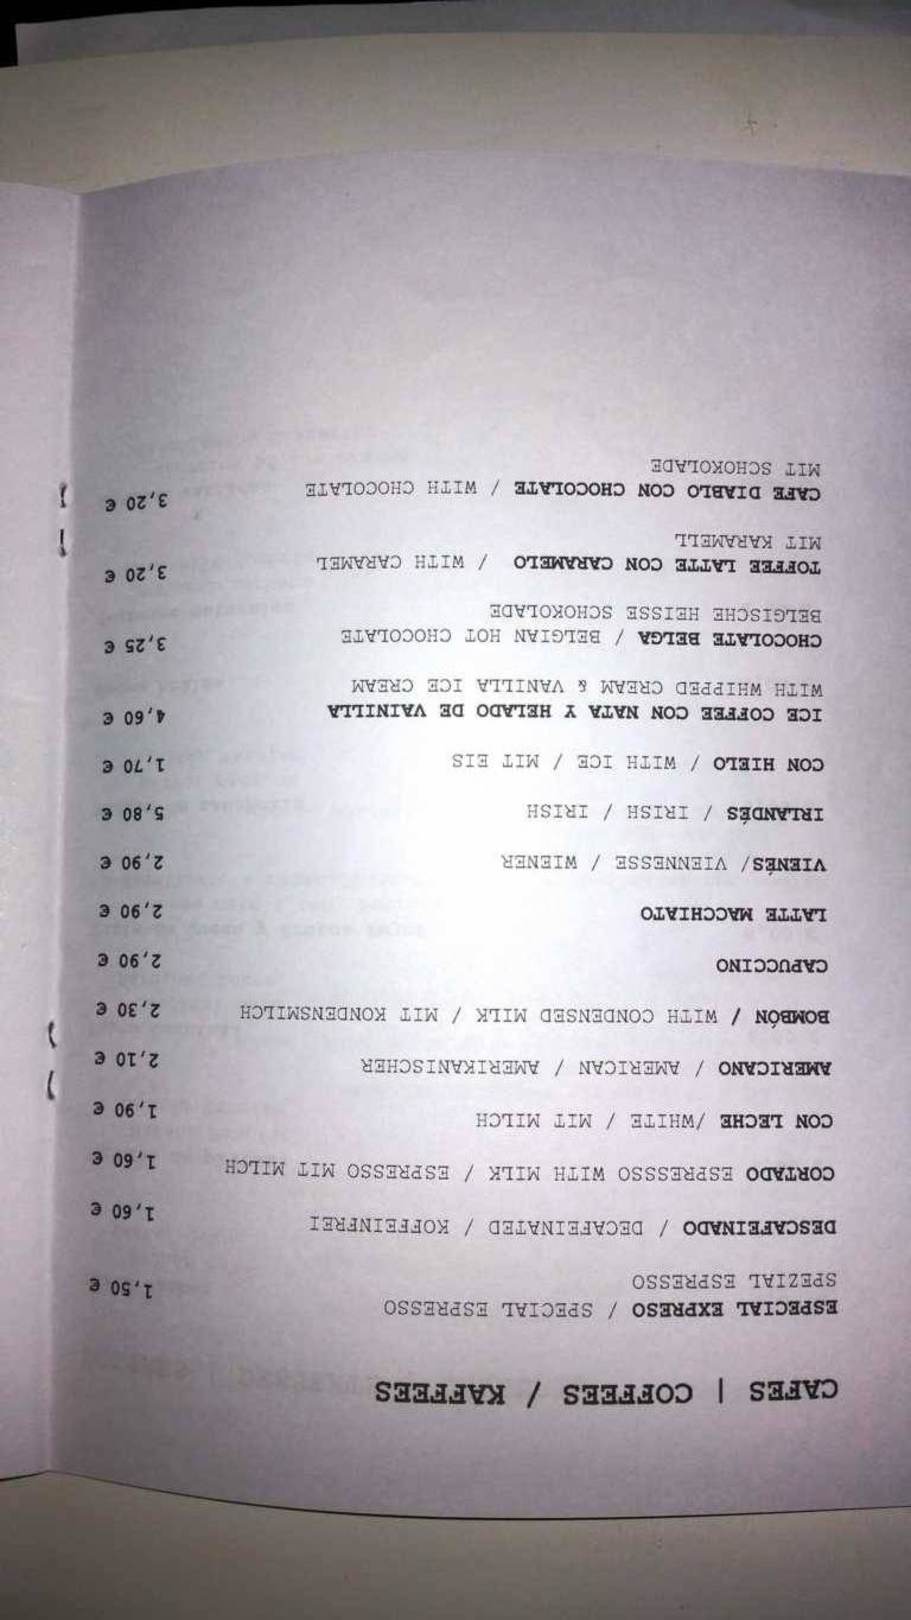 CAFES | COFFEES / KAFFEES
ESPECIAL EXPRESO / SPECIAL ESPRESSO
SPEZIAL ESPRESSO 1,50 €
DESCAFEINADO / DECAFEINATED / KOFFEINFREI 1,60 €
CORTADO ESPRESSSO WITH MILK / ESPRESSO MIT MILCH 1,60 €
CON LECHE /WHITE / MIT MILCH 1,90 €
AMERICANO / AMERICAN / AMERIKANISCHER 2,10 €
BOMBÓN / WITH CONDENSED MILK / MIT KONDENSMILCH 2,30 €
CAPUCCINO 2,90 €
LATTE MACCHIATO 2,90 €
VIENÉS/ VIENNESSE / WIENER 2,90 €
IRLANDÉS / IRISH / IRISH 5,80 €
CON HIELO / WITH ICE / MIT EIS 1,70 €
ICE COFFEE CON NATA Y HELADO DE VAINILLA 4,60 €
WITH WHIPPED CREAM & VANILLA ICE CREAM
CHOCOLATE BELGA / BELGIAN HOT CHOCOLATE 3,25 €
BELGISCHE HEISSE SCHOKOLADE
TOFFEE LATTE CON CARAMELO / WITH CARAMEL 3,20 €
MIT KARAMELL
CAFE DIABLO CON CHOCOLATE / WITH CHOCOLATE 3,20 €
MIT SCHOKOLADE